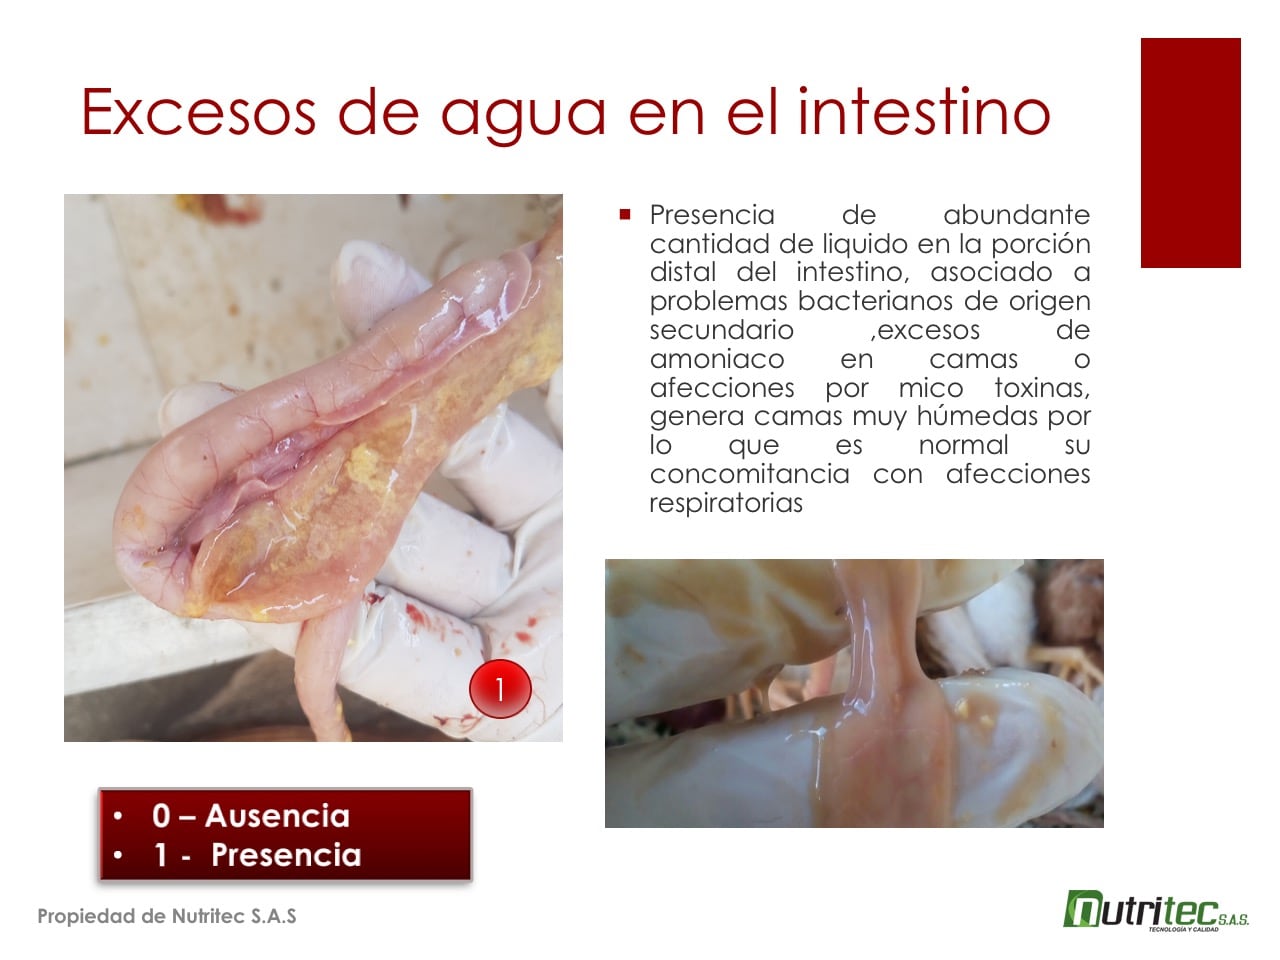 Excesos de agua en el intestino
Presencia de abundante
cantidad de liquido en la porción
distal del intestino, asociado a
problemas bacterianos de origen
secundario ,excesos de
amoniaco en camas o
afecciones por mico toxinas,
genera camas muy húmedas por
lo que es normal su
concomitancia con afecciones
respiratorias
1
• 0 – Ausencia
• 1 - Presencia
Propiedad de Nutritec S.A.S
nutritec S.A.S.
TECNOLOGÍA Y CALIDAD